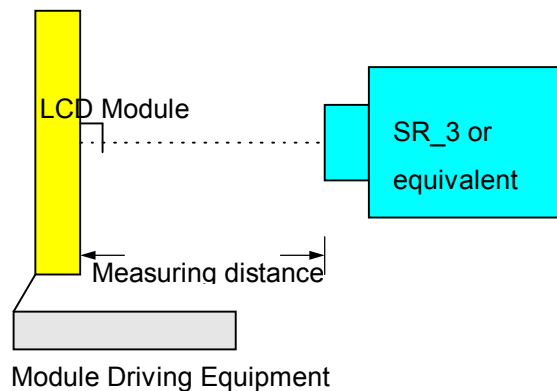 LCD Module
SR_3 or
equivalent
Measuring distance
Module Driving Equipment